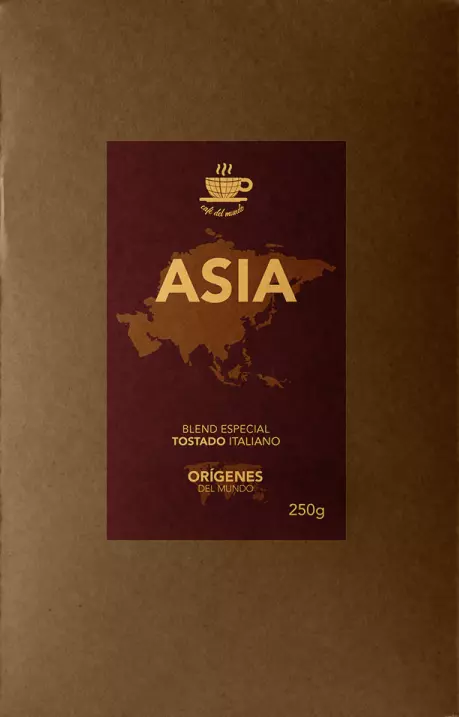 café del mundo
ASIA
BLEND ESPECIAL
TOSTADO ITALIANO
ORÍGENES
DEL MUNDO
250g